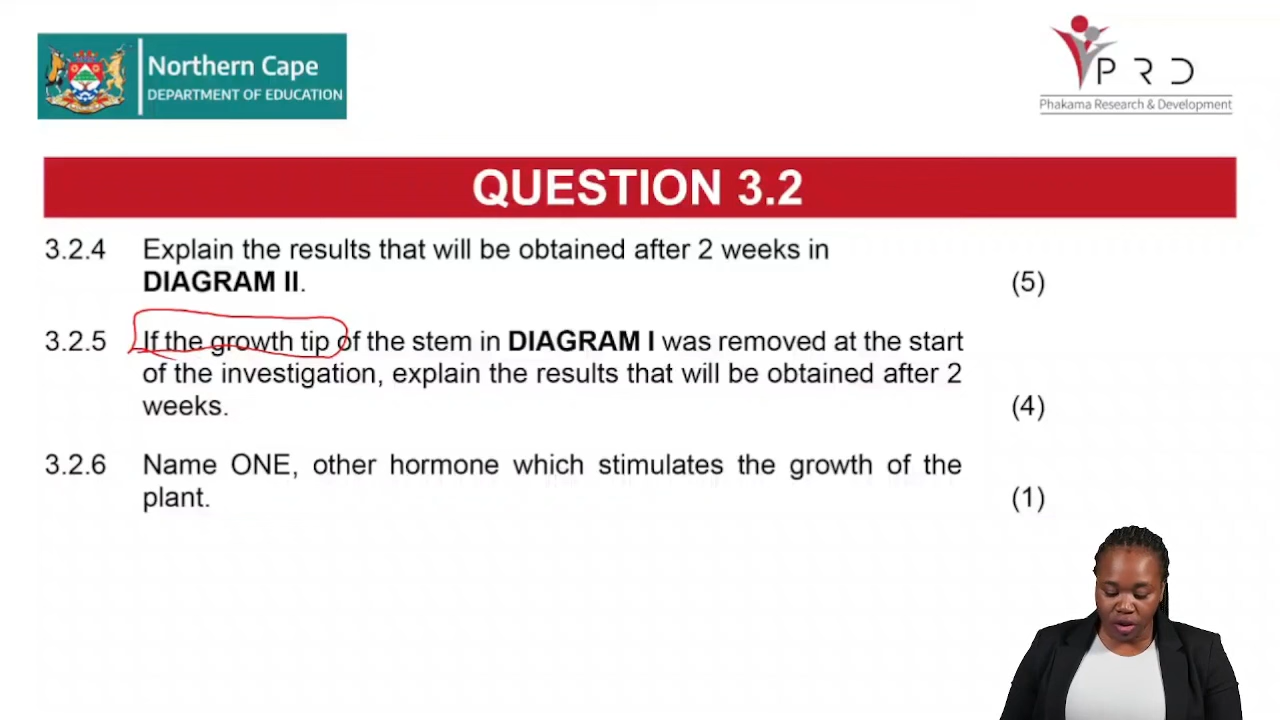 Northern Cape
DEPARTMENT OF EDUCATION
P R D
Phakama Research & Development
QUESTION 3.2
3.2.4 Explain the results that will be obtained after 2 weeks in
DIAGRAM II. (5)
3.2.5 If the growth tip of the stem in DIAGRAM I was removed at the start
of the investigation, explain the results that will be obtained after 2
weeks. (4)
3.2.6 Name ONE, other hormone which stimulates the growth of the
plant. (1)